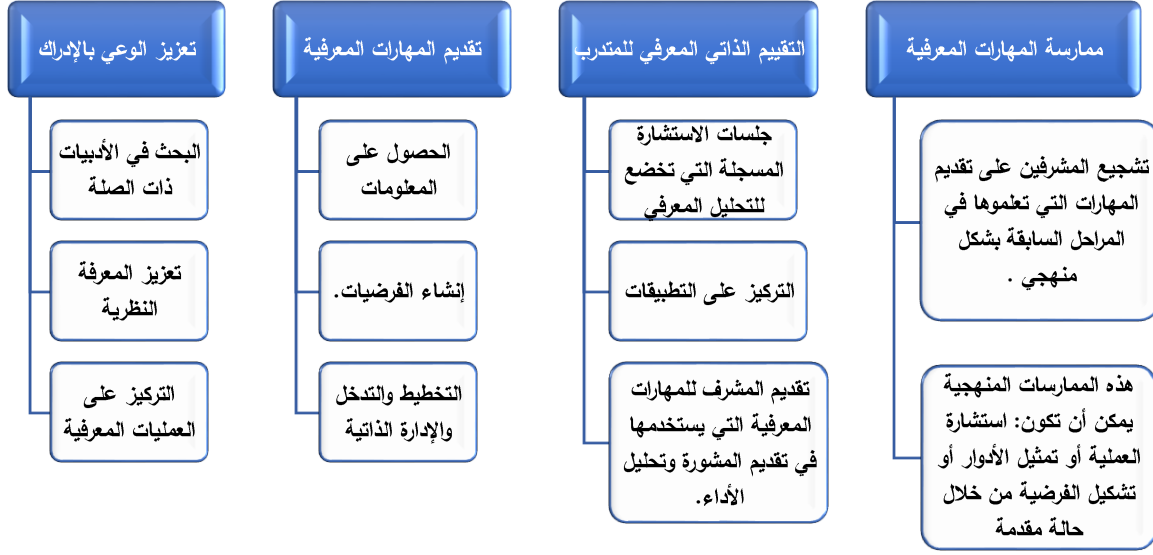 ممارسة المهارات المعرفية
تشجيع المشرفين على تقديم
المهارات التي تعلموها في
المراحل السابقة بشكل
منهجي .
هذه الممارسات المنهجية
يمكن أن تكون: استشارة
العملية أو تمثيل الأدوار أو
تشكيل الفرضية من خلال
حالة مقدمة
التقييم الذاتي المعرفي للمتدرب
جلسات الاستشارة
المسجلة التي تخضع
للتحليل المعرفي
التركيز على التطبيقات
تقديم المشرف للمهارات
المعرفية التي يستخدمها
في تقديم المشورة وتحليل
الأداء.
تقديم المهارات المعرفية
الحصول على
المعلومات
إنشاء الفرضيات.
التخطيط والتدخل
والإدارة الذاتية
تعزيز الوعي بالإدراك
البحث في الأدبيات
ذات الصلة
تعزيز المعرفة
النظرية
التركيز على
العمليات المعرفية